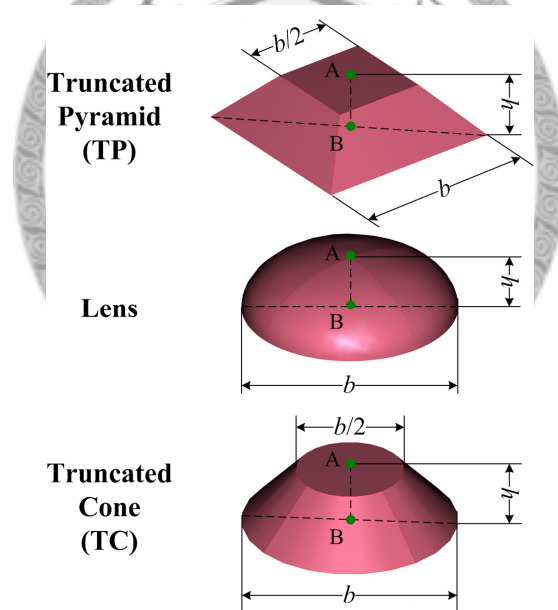 b/2
Truncated
Pyramid
(TP)
A
h
B
b
Lens
A
h
B
b
b/2
Truncated
Cone
(TC)
A
h
B
b